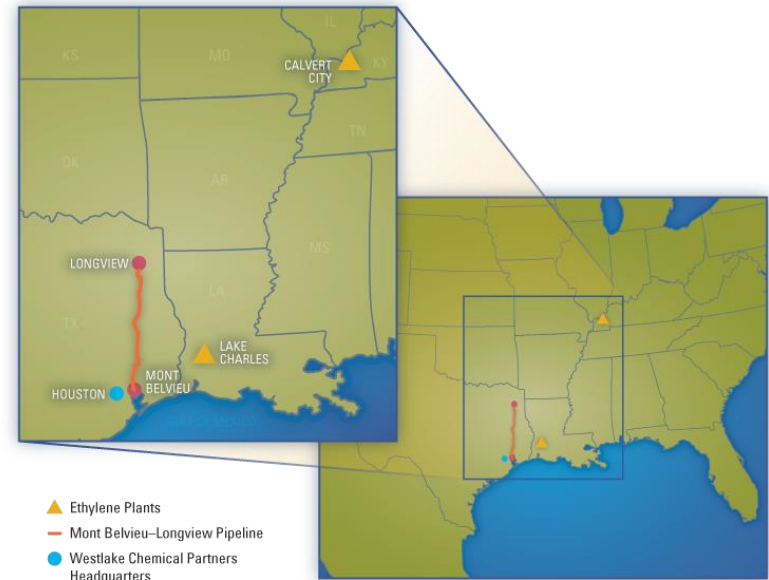 IL
KS
MO
KY
CALVERT
CITY
TN
OK
AR
MS
LONGVIEW
LA
TX
LAKE
CHARLES
MONT
BELVIEU
HOUSTON
Ethylene Plants
Mont Belvieu–Longview Pipeline
Westlake Chemical Partners
Headquarters